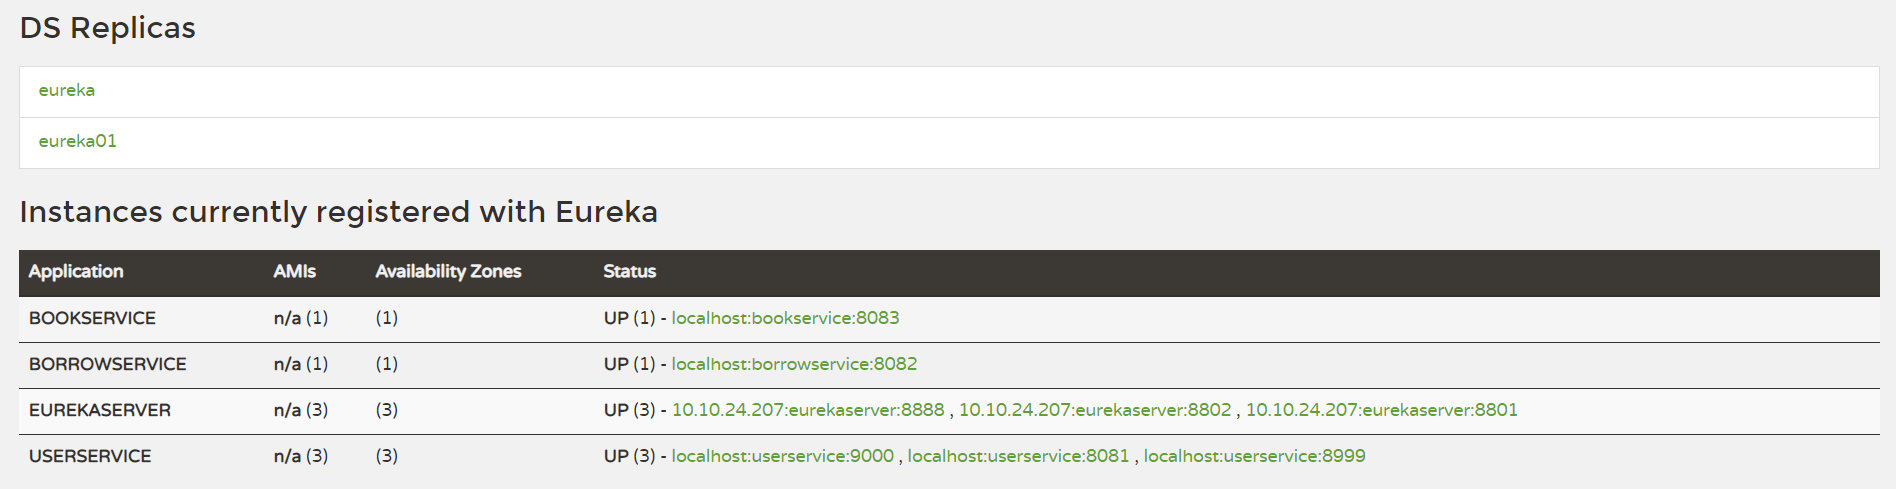 DS Replicas
eureka
eureka01
Instances currently registered with Eureka
Application AMIs Availability Zones Status
BOOKSERVICE n/a (1) (1) UP (1) - localhost:bookservice:8083
BORROWSERVICE n/a (1) (1) UP (1) - localhost:borrowservice:8082
EUREKASERVER n/a (3) (3) UP (3) - 10.10.24.207:eurekaserver:8888 , 10.10.24.207:eurekaserver:8802 , 10.10.24.207:eurekaserver:8801
USERSERVICE n/a (3) (3) UP (3) - localhost:userservice:9000 , localhost:userservice:8081 , localhost:userservice:8999